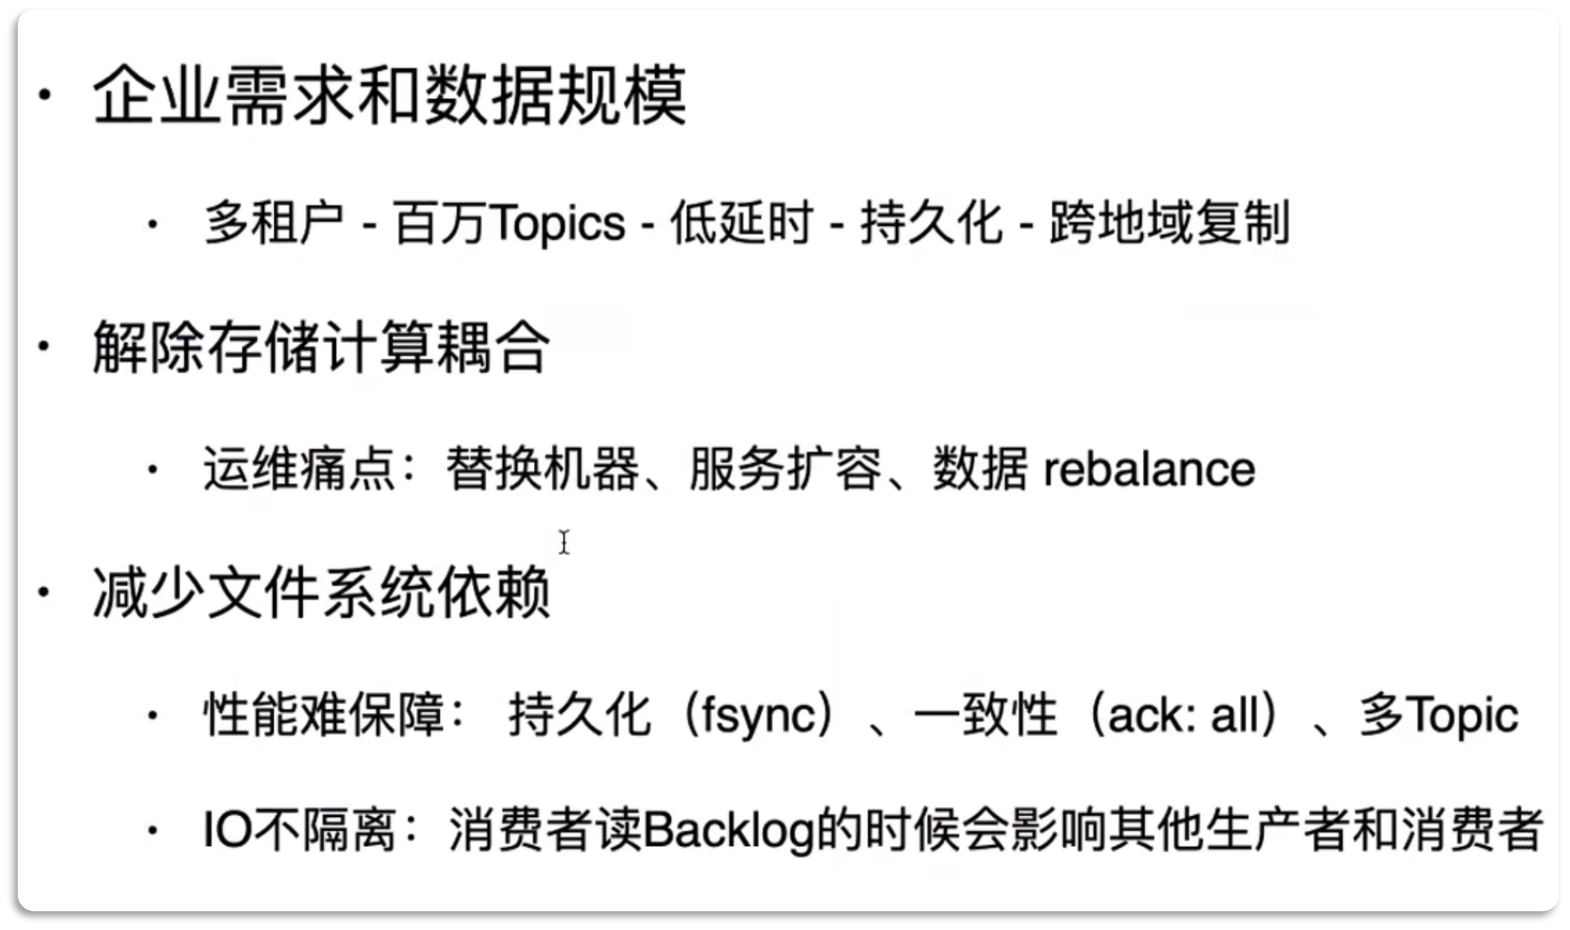 • 企业需求和数据规模
• 多租户 - 百万Topics - 低延时 - 持久化 - 跨地域复制
• 解除存储计算耦合
• 运维痛点：替换机器、服务扩容、数据 rebalance
• 减少文件系统依赖
• 性能难保障： 持久化（fsync）、一致性（ack: all）、多Topic
• IO不隔离：消费者读Backlog的时候会影响其他生产者和消费者